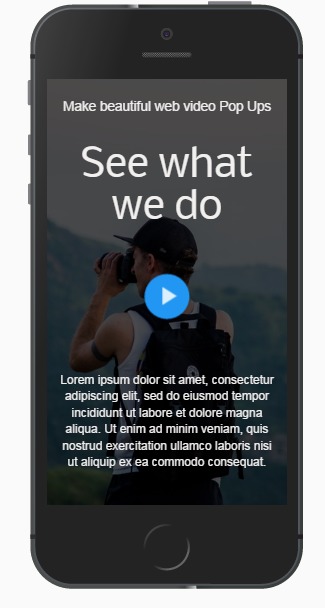 Make beautiful web video Pop Ups
See what
we do
Lorem ipsum dolor sit amet, consectetur
adipiscing elit, sed do eiusmod tempor
incididunt ut labore et dolore magna
aliqua. Ut enim ad minim veniam, quis
nostrud exercitation ullamco laboris nisi
ut aliquip ex ea commodo consequat.